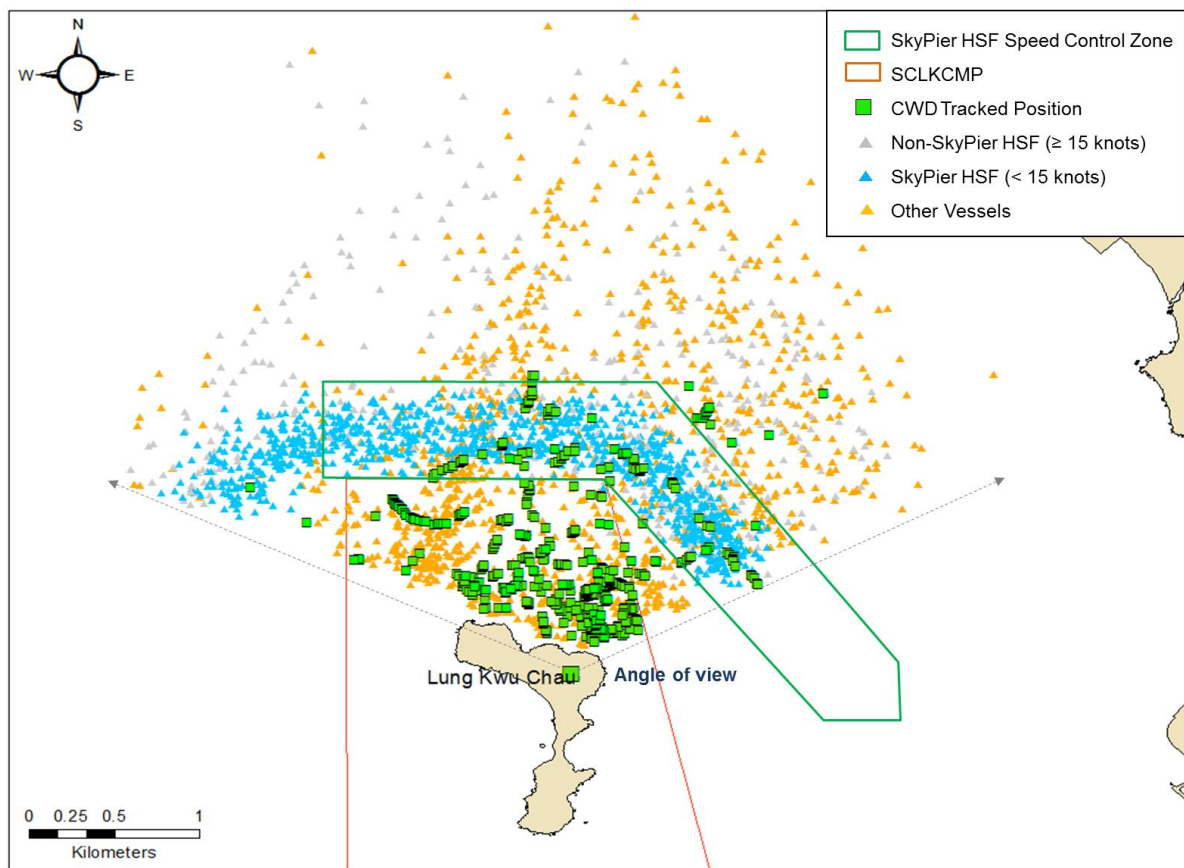 N
W E
S
SkyPier HSF Speed Control Zone
SCLKCMP
CWD Tracked Position
Non-SkyPier HSF (≥ 15 knots)
SkyPier HSF (< 15 knots)
Other Vessels
Lung Kwu Chau Angle of view
0 0.25 0.5 1
Kilometers